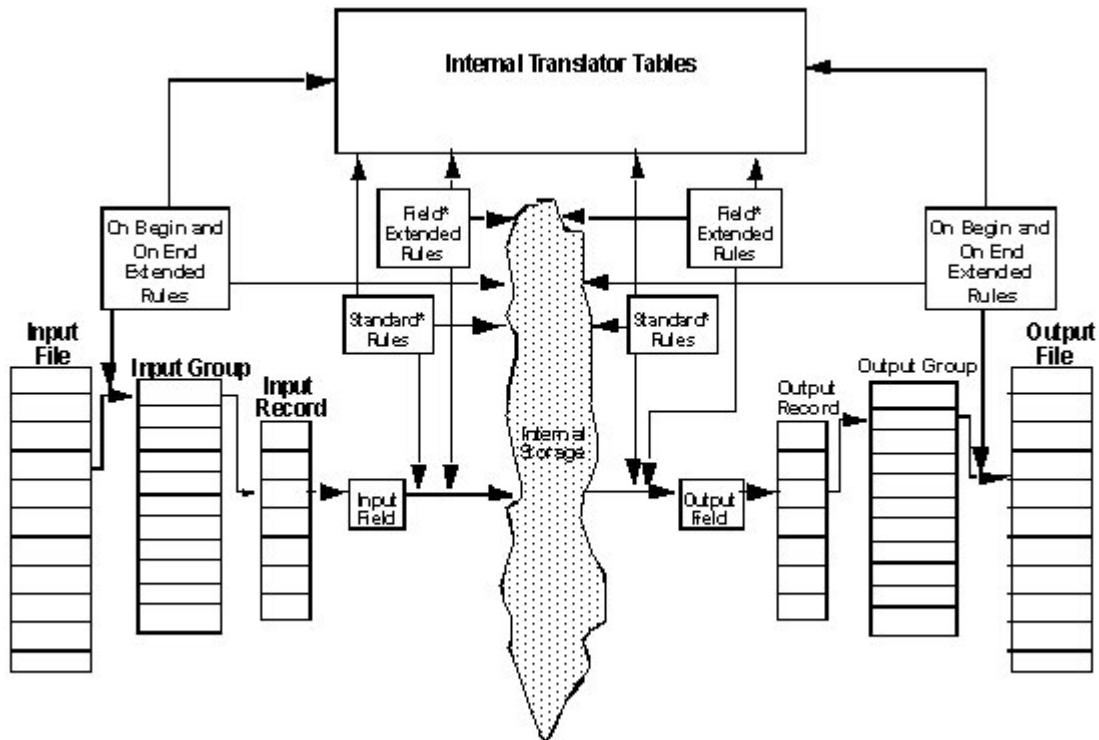 Internal Translator Tables
Field*
Extended
Rules
Field*
Extended
Rules
On Begin and
On End
Extended
Rules
On Begin and
On End
Extended
Rules
Standard*
Rules
Standard*
Rules
Input
File
Input Group
Input
Record
Output
Record
Output Group
Output
File
Internal
Storage
Input
Field
Output
Field